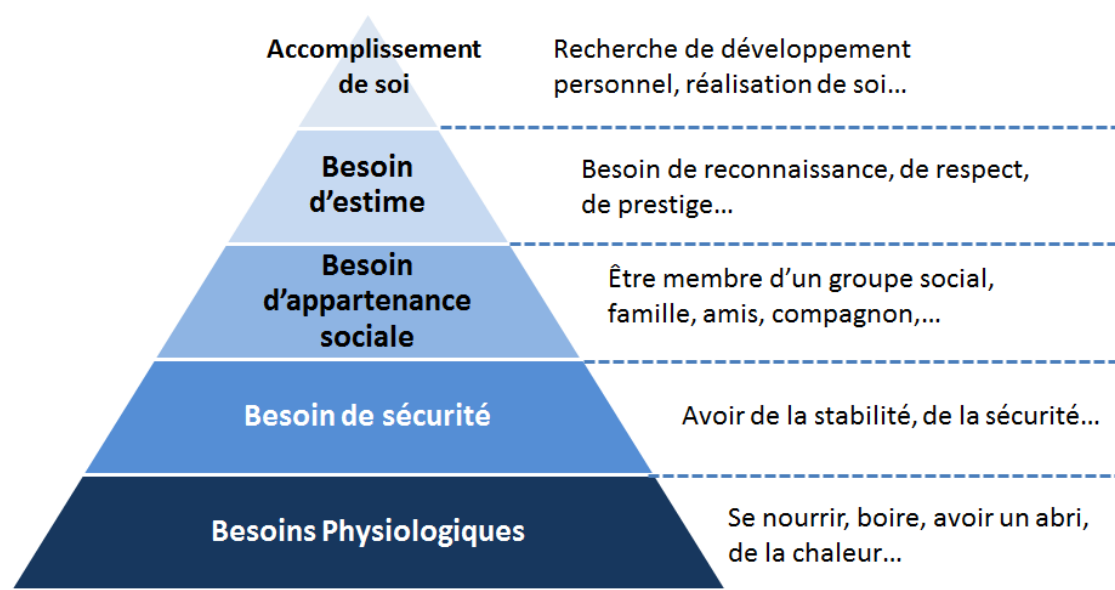 Accomplissement
de soi
Recherche de développement
personnel, réalisation de soi...
Besoin
d'estime
Besoin de reconnaissance, de respect,
de prestige...
Besoin
d'appartenance
sociale
Être membre d'un groupe social,
famille, amis, compagnon,...
Besoin de sécurité
Avoir de la stabilité, de la sécurité...
Besoins Physiologiques
Se nourrir, boire, avoir un abri,
de la chaleur...